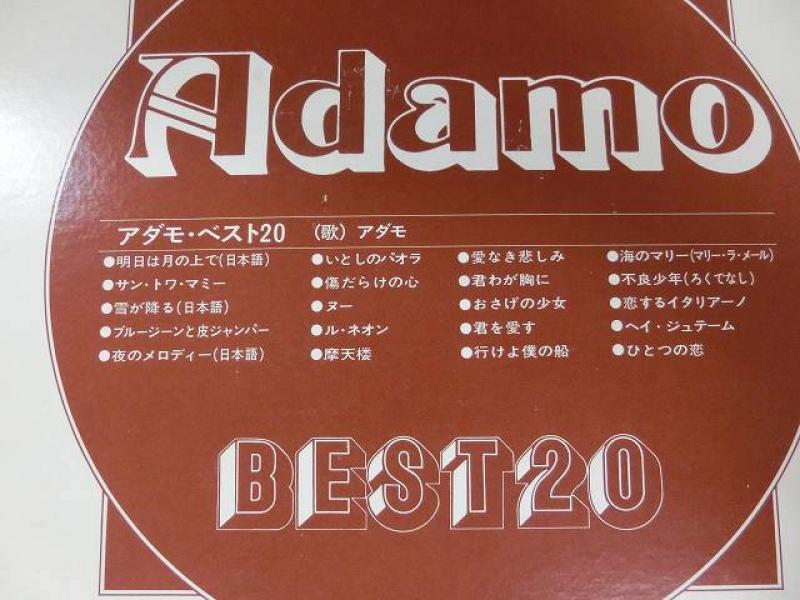 Adamo
アダモ・ベスト20 (歌) アダモ
●明日は月の上で(日本語)
●サン・トワ・マミー
●雪が降る(日本語)
●ブルージーンと皮ジャンパー
●夜のメロディー(日本語)
●いとしのパオラ
●傷だらけの心
●ヌー
●ル・ネオン
●摩天楼
●愛なき悲しみ
●君わが胸に
●おさげの少女
●君を愛す
●行けよ僕の船
●海のマリー(マリー・ラ・メール)
●不良少年(ろくでなし)
●恋するイタリアーノ
●ヘイ・ジュテーム
●ひとつの恋
BEST20